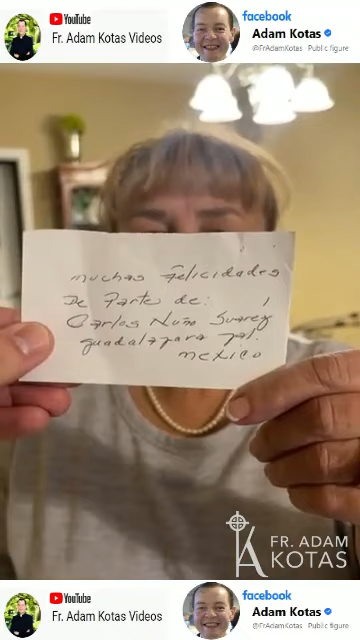 YouTube
Fr. Adam Kotas Videos
facebook
Adam Kotas
@FrAdamKotas · Public figure
muchas Felicidades
De Parte de:
Carlos Nuño Suarez
guadalajara jal.
mexico
FR. ADAM
KOTAS
YouTube
Fr. Adam Kotas Videos
facebook
Adam Kotas
@FrAdamKotas · Public figure